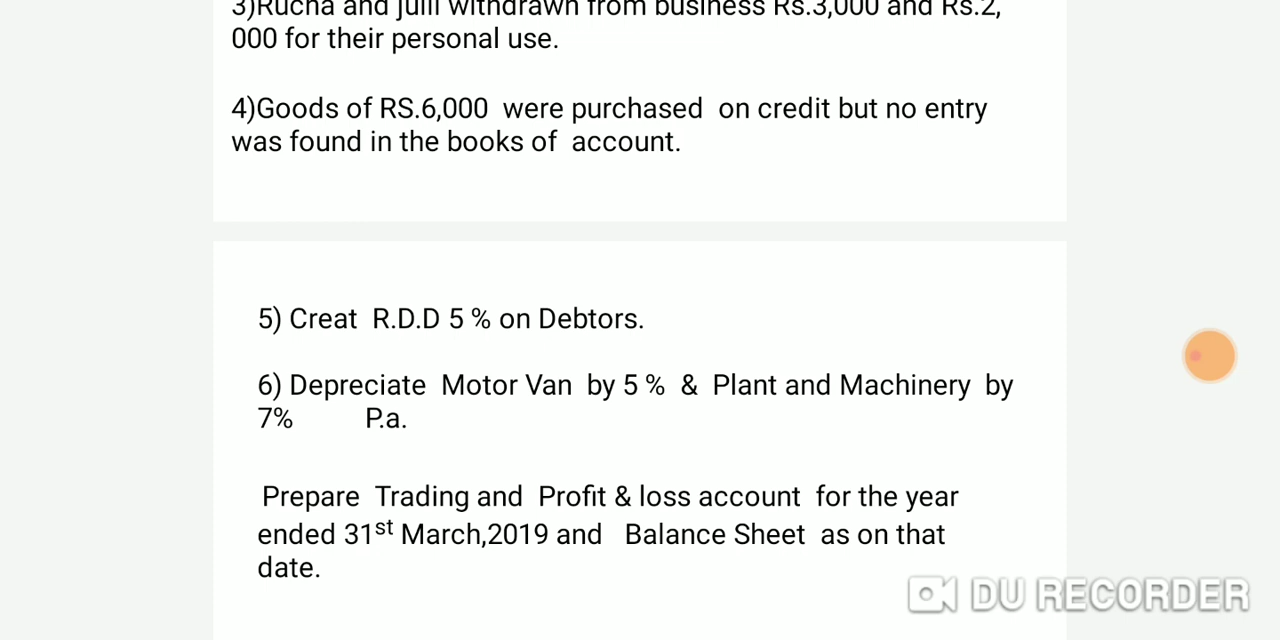 3)Rucha and juili withdrawn from business Rs.3,000 and Rs.2,
000 for their personal use.
4)Goods of RS.6,000 were purchased on credit but no entry
was found in the books of account.
5) Creat R.D.D 5 % on Debtors.
6) Depreciate Motor Van by 5 % & Plant and Machinery by
7% P.a.
Prepare Trading and Profit & loss account for the year
ended 31st March,2019 and Balance Sheet as on that
date.
DU RECORDER